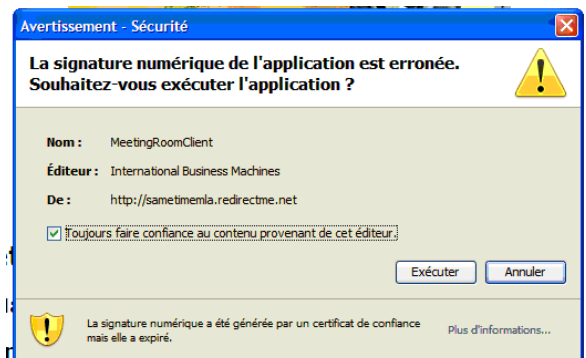 Avertissement - Sécurité
La signature numérique de l'application est erronée.
Souhaitez-vous exécuter l'application ?
Nom : MeetingRoomClient
Éditeur : International Business Machines
De : http://sametimemla.redirectme.net
Toujours faire confiance au contenu provenant de cet éditeur.
Exécuter Annuler
La signature numérique a été générée par un certificat de confiance
mais elle a expiré.
Plus d'informations...